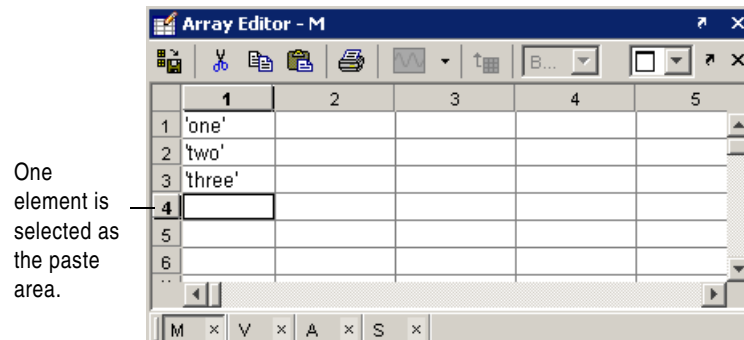 Array Editor - M
B...
1 2 3 4 5
1 'one'
2 'two'
3 'three'
4
5
6
One
element is
selected as
the paste
area.
M V A S